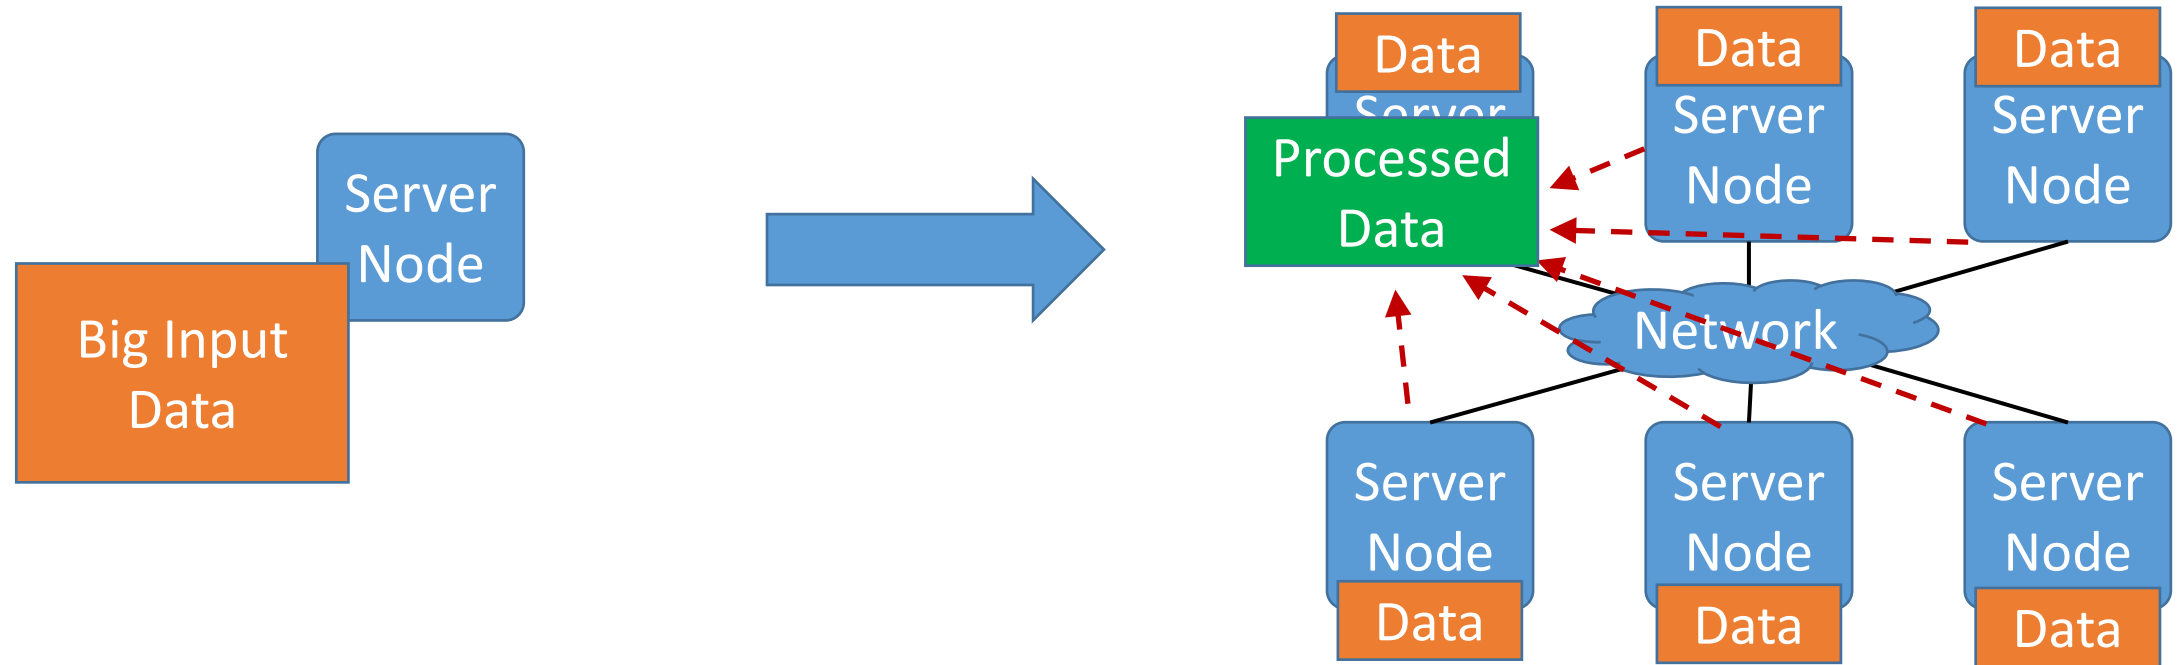 Server
Node
Big Input
Data
Data
Server
Processed
Data
Data
Server
Node
Data
Server
Node
Network
Server
Node
Data
Server
Node
Data
Server
Node
Data